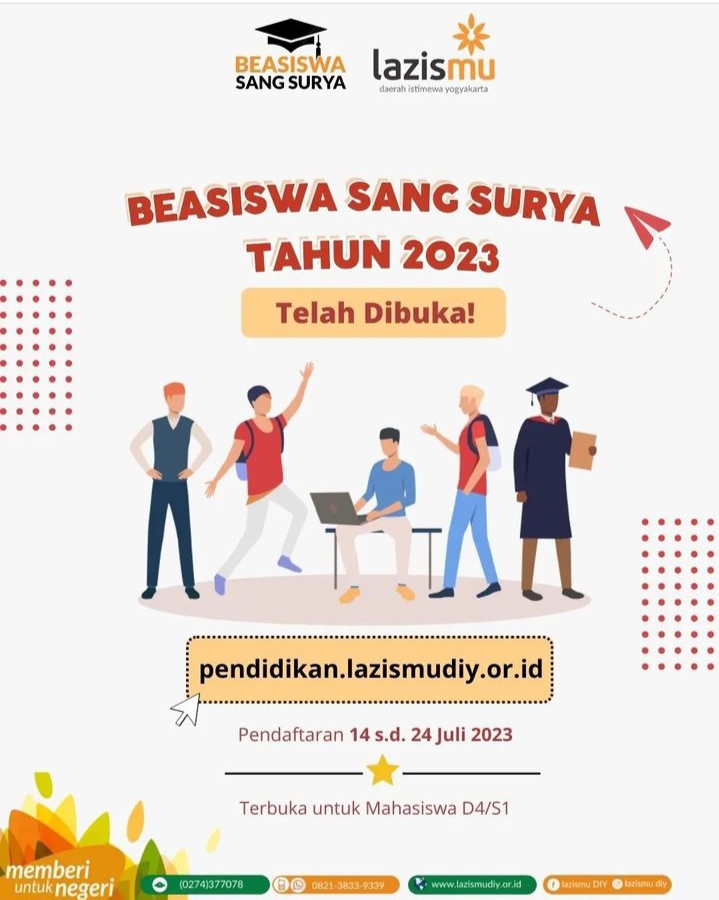 BEASISWA
SANG SURYA
lazismu
daerah istimewa yogyakarta
BEASISWA SANG SURYA
TAHUN 2023
Telah Dibuka!
pendidikan.lazismudiy.or.id
Pendaftaran 14 s.d. 24 Juli 2023
Terbuka untuk Mahasiswa D4/S1
memberi
untuk negeri
(0274)377078
0821-3833-9339
www.lazismudiy.or.id
lazismu DIY
lazismu diy